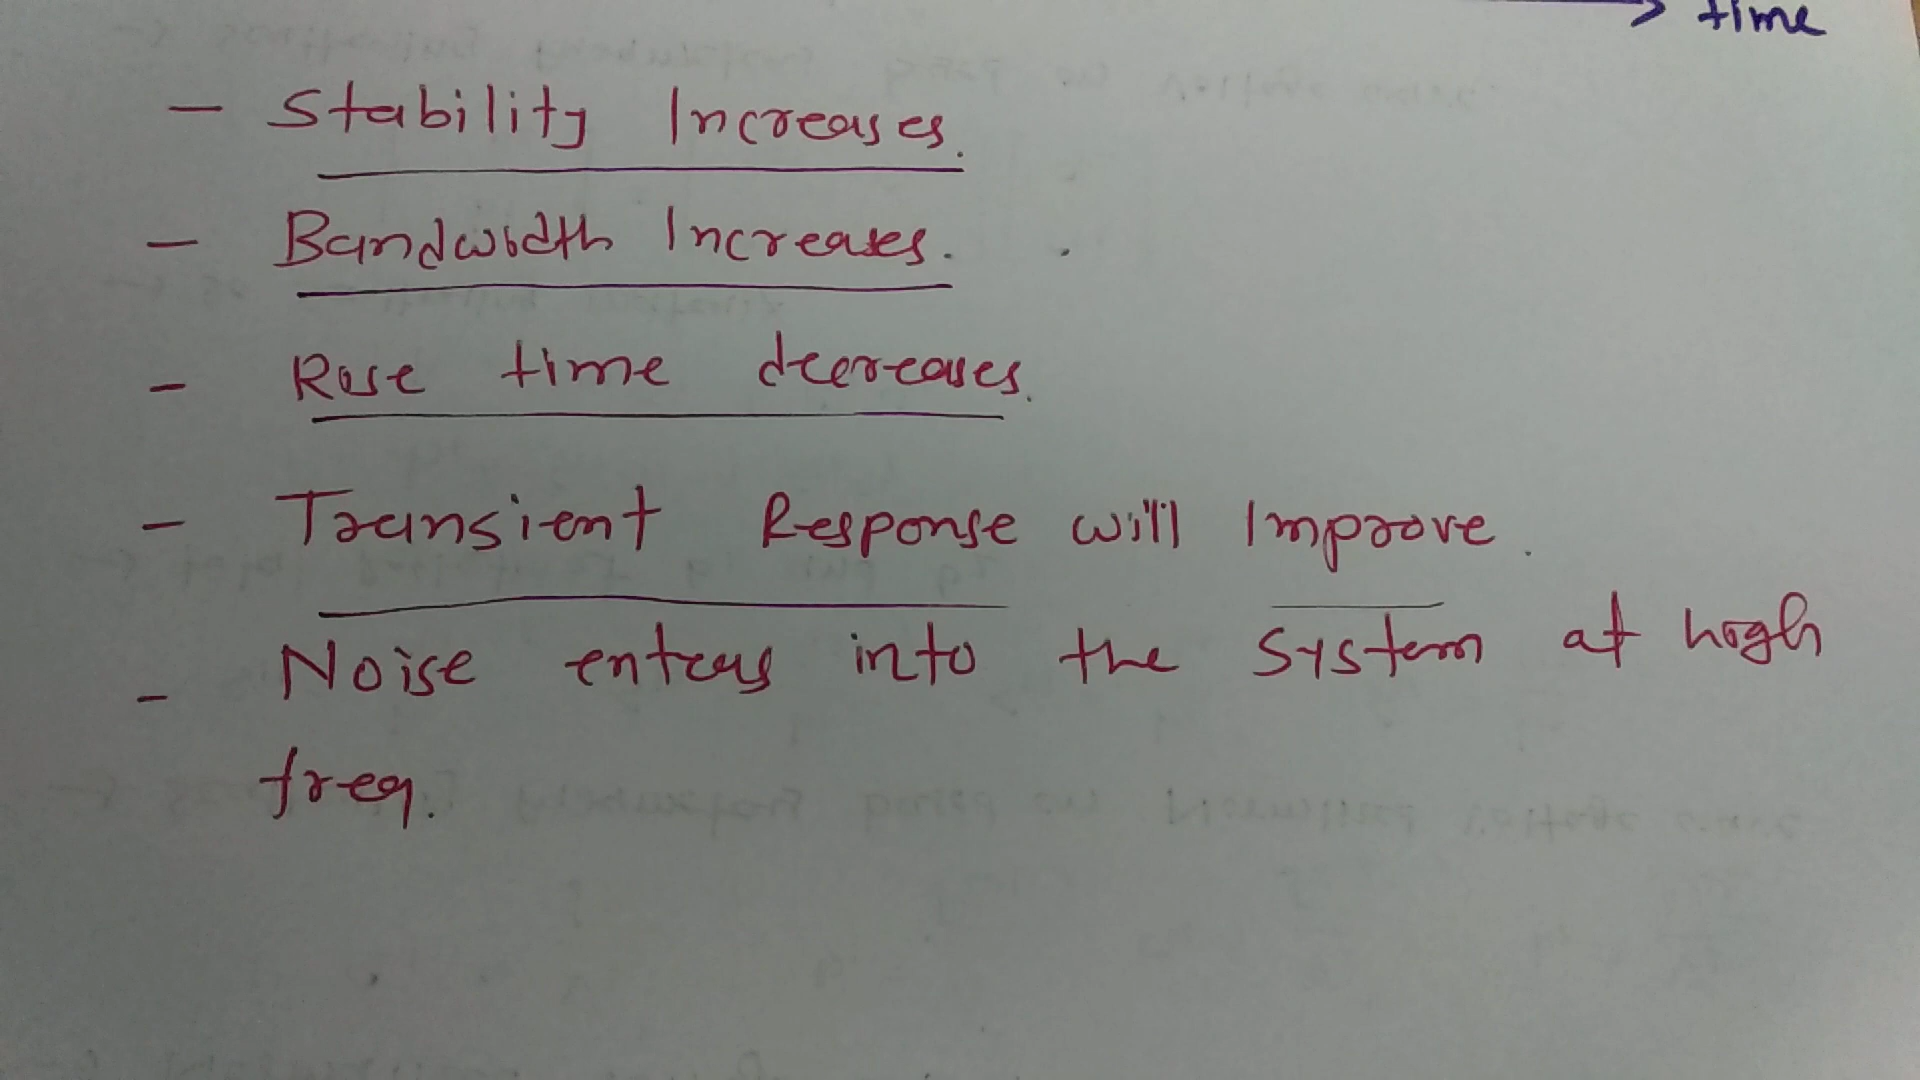 time
- Stability Increases.
- Bandwidth Increases.
- Rise time decreases.
- Transient Response will Improve.
- Noise enters into the System at high
freq.